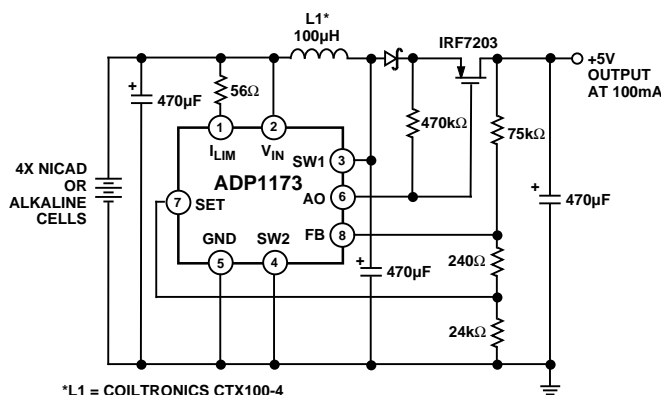 L1*
100µH
IRF7203
+5V
OUTPUT
AT 100mA
470µF
56Ω
470kΩ
75kΩ
1
2
I_LIM
V_IN
SW1
3
4X NICAD
OR
ALKALINE
CELLS
ADP1173
7
SET
AO
6
470µF
GND
SW2
FB
8
5
4
470µF
240Ω
24kΩ
*L1 = COILTRONICS CTX100-4